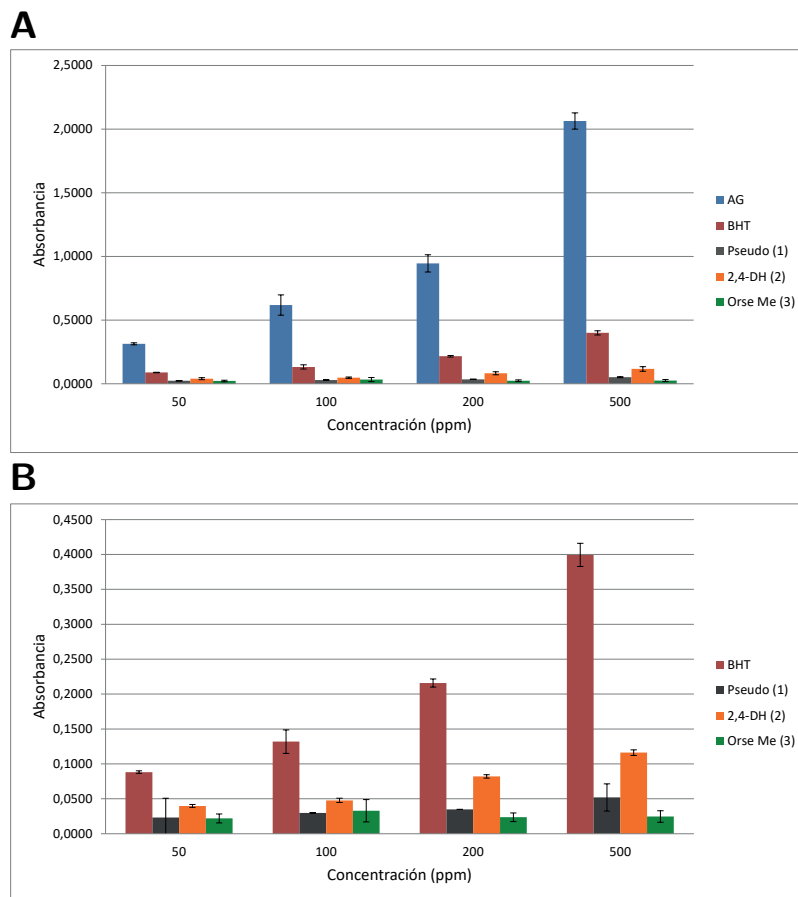 A
2,5000
2,0000
1,5000
1,0000
0,5000
0,0000
Absorbancia
50 100 200 500
Concentración (ppm)
AG
BHT
Pseudo (1)
2,4-DH (2)
Orse Me (3)
B
0,4500
0,4000
0,3500
0,3000
0,2500
0,2000
0,1500
0,1000
0,0500
0,0000
Absorbancia
50 100 200 500
Concentración (ppm)
BHT
Pseudo (1)
2,4-DH (2)
Orse Me (3)